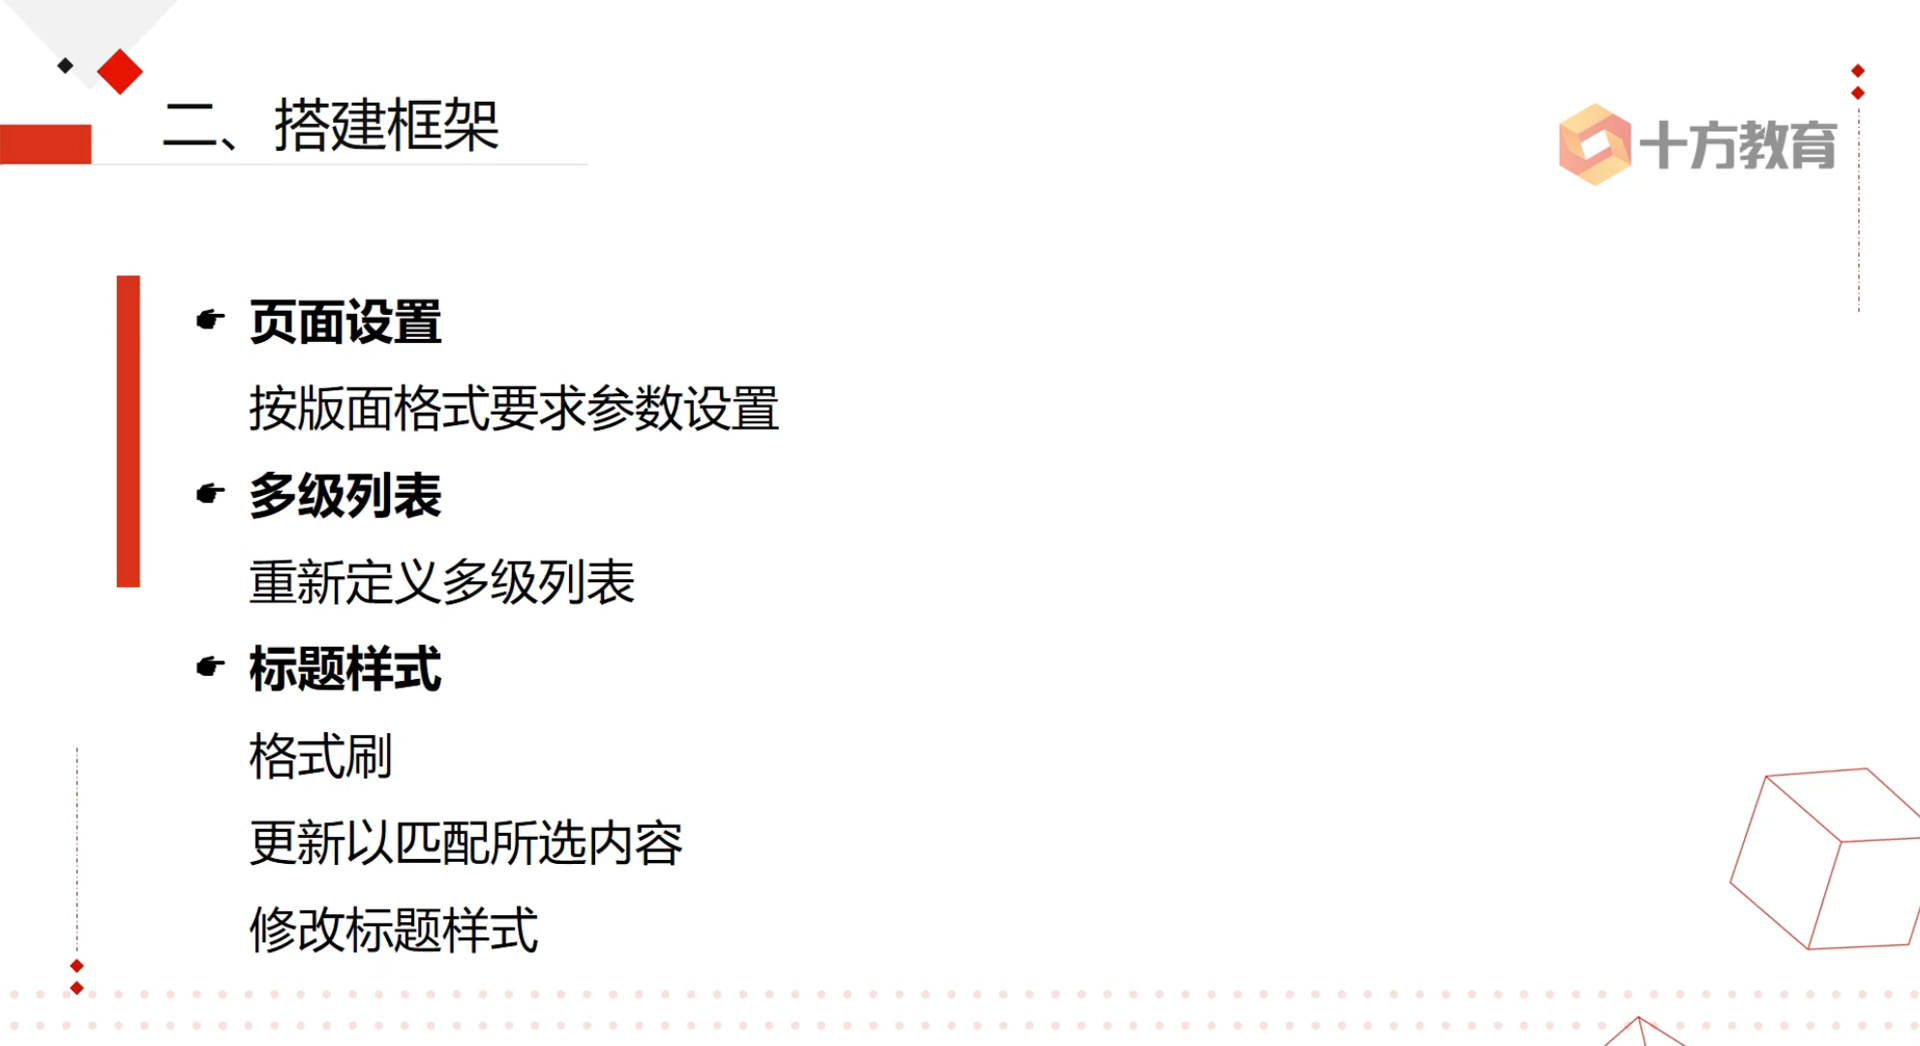 二、搭建框架
十方教育
页面设置
按版面格式要求参数设置
多级列表
重新定义多级列表
标题样式
格式刷
更新以匹配所选内容
修改标题样式